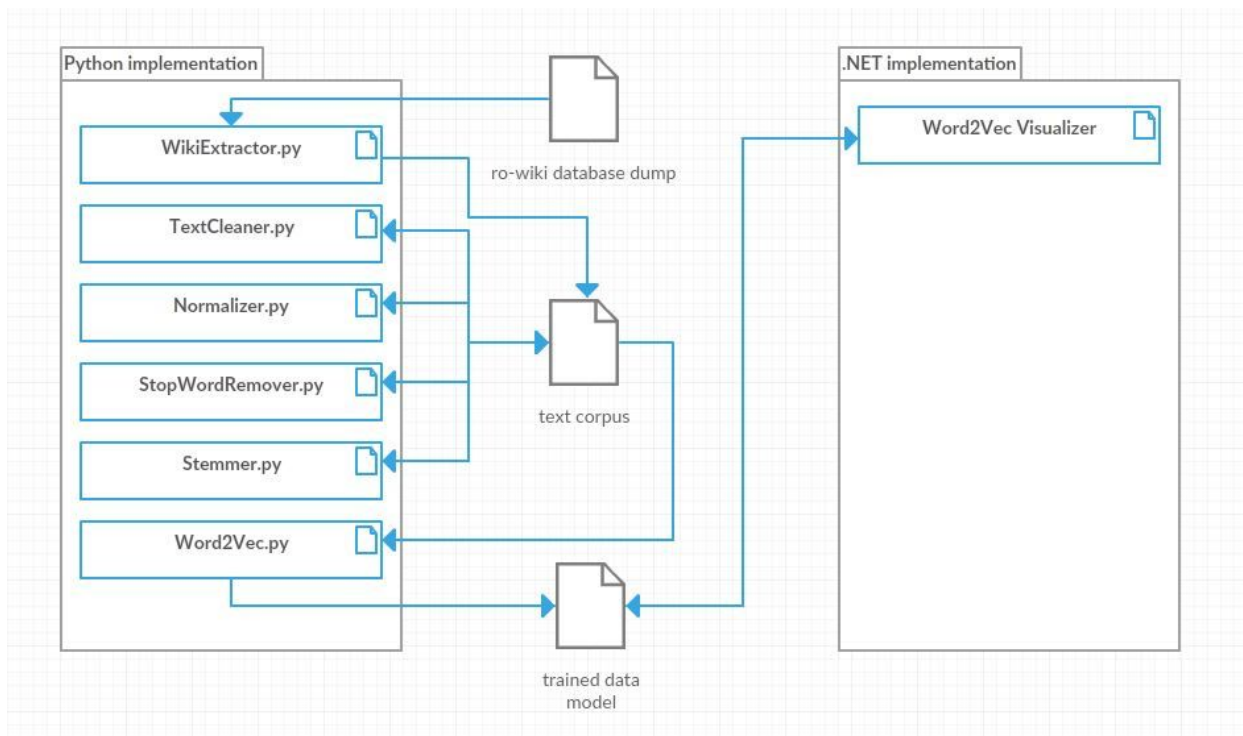 Python implementation
WikiExtractor.py
TextCleaner.py
Normalizer.py
StopWordRemover.py
Stemmer.py
Word2Vec.py
ro-wiki database dump
text corpus
trained data
model
.NET implementation
Word2Vec Visualizer